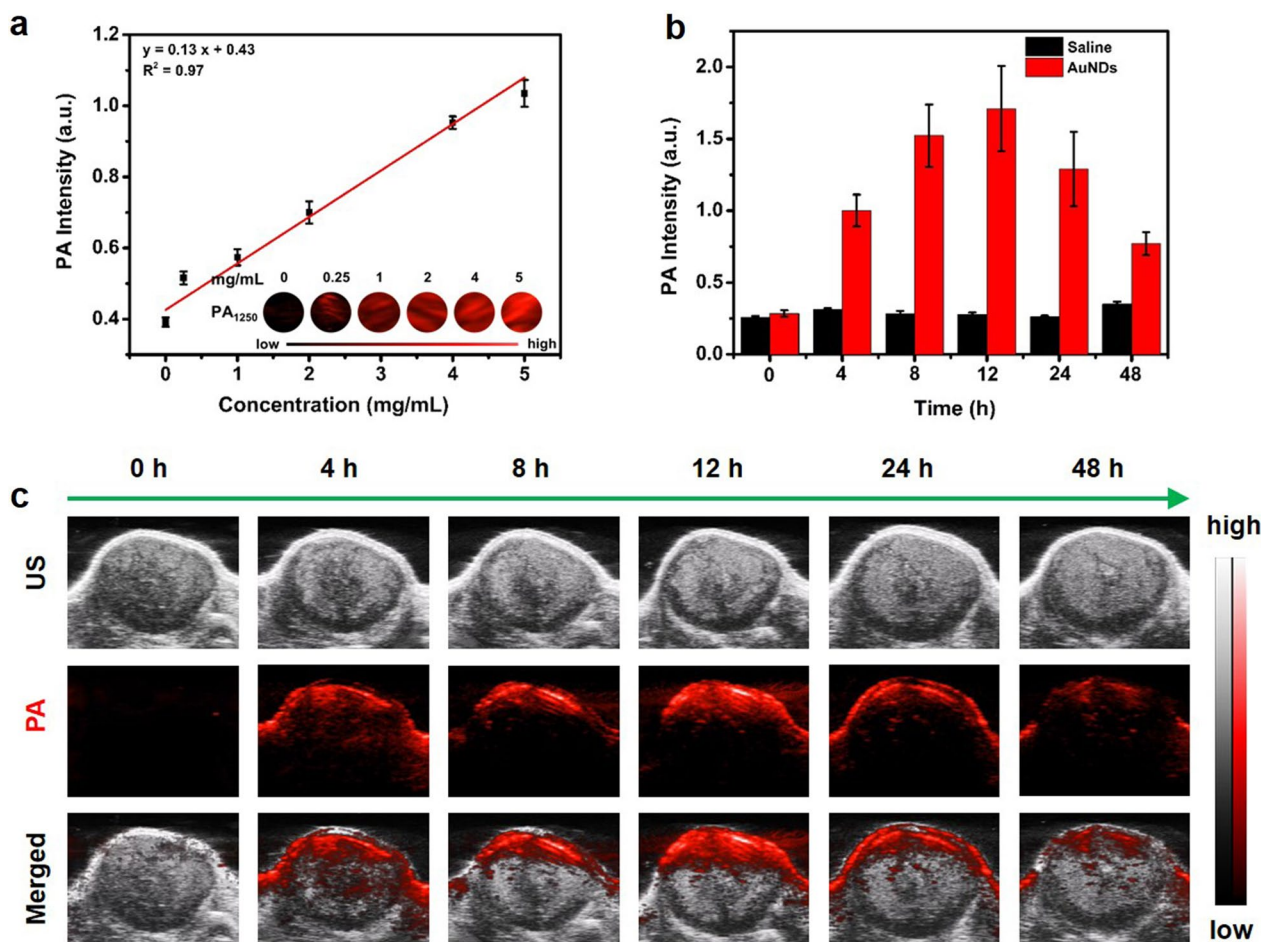 a
y = 0.13 x + 0.43
R² = 0.97
PA Intensity (a.u.)
1.2
1.0
0.8
0.6
0.4
mg/mL 0 0.25 1 2 4 5
PA₁₂₅₀
low high
0 1 2 3 4 5
Concentration (mg/mL)
b
Saline
AuNDs
PA Intensity (a.u.)
2.0
1.5
1.0
0.5
0.0
0 4 8 12 24 48
Time (h)
c
0 h 4 h 8 h 12 h 24 h 48 h
US
PA
Merged
high
low